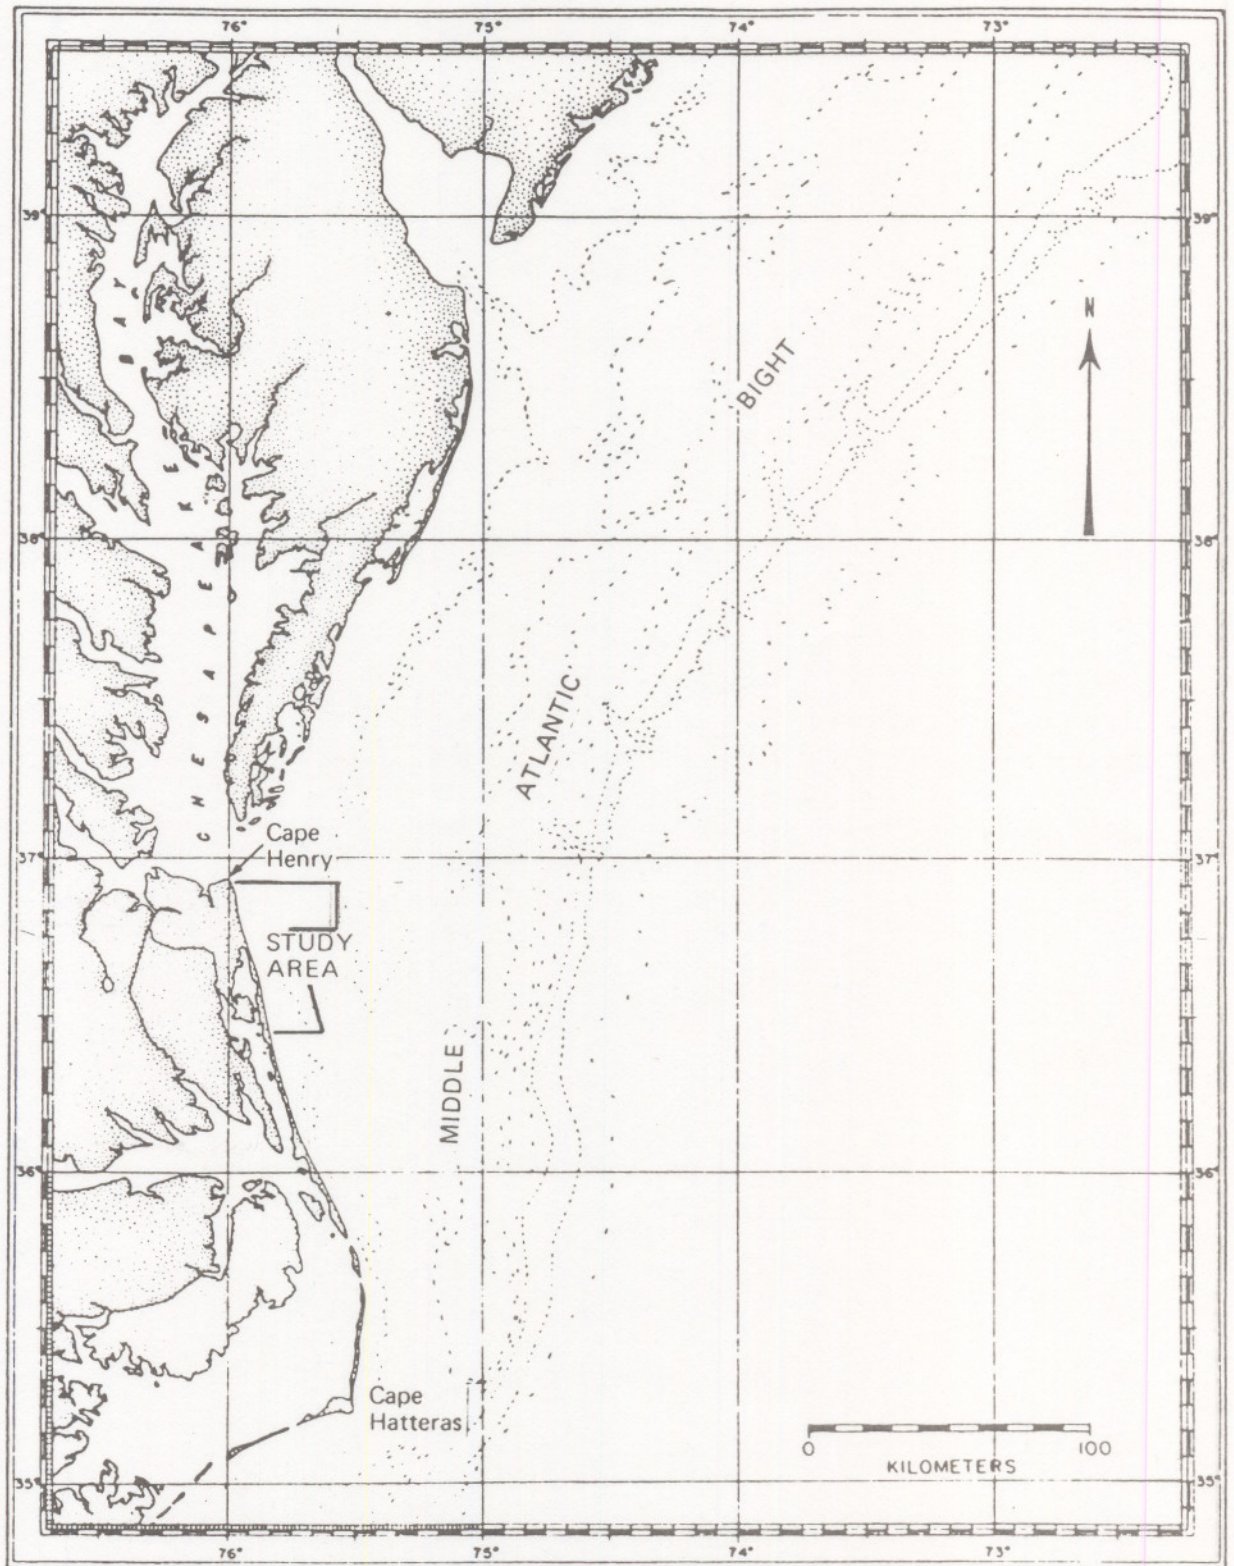 76° 75° 74° 73°
39° 39°
N
CHESAPEAKE BAY
BIGHT
38° 38°
ATLANTIC
Cape
Henry
37° 37°
STUDY
AREA
MIDDLE
36° 36°
Cape
Hatteras
0 100
KILOMETERS
35° 35°
76° 75° 74° 73°